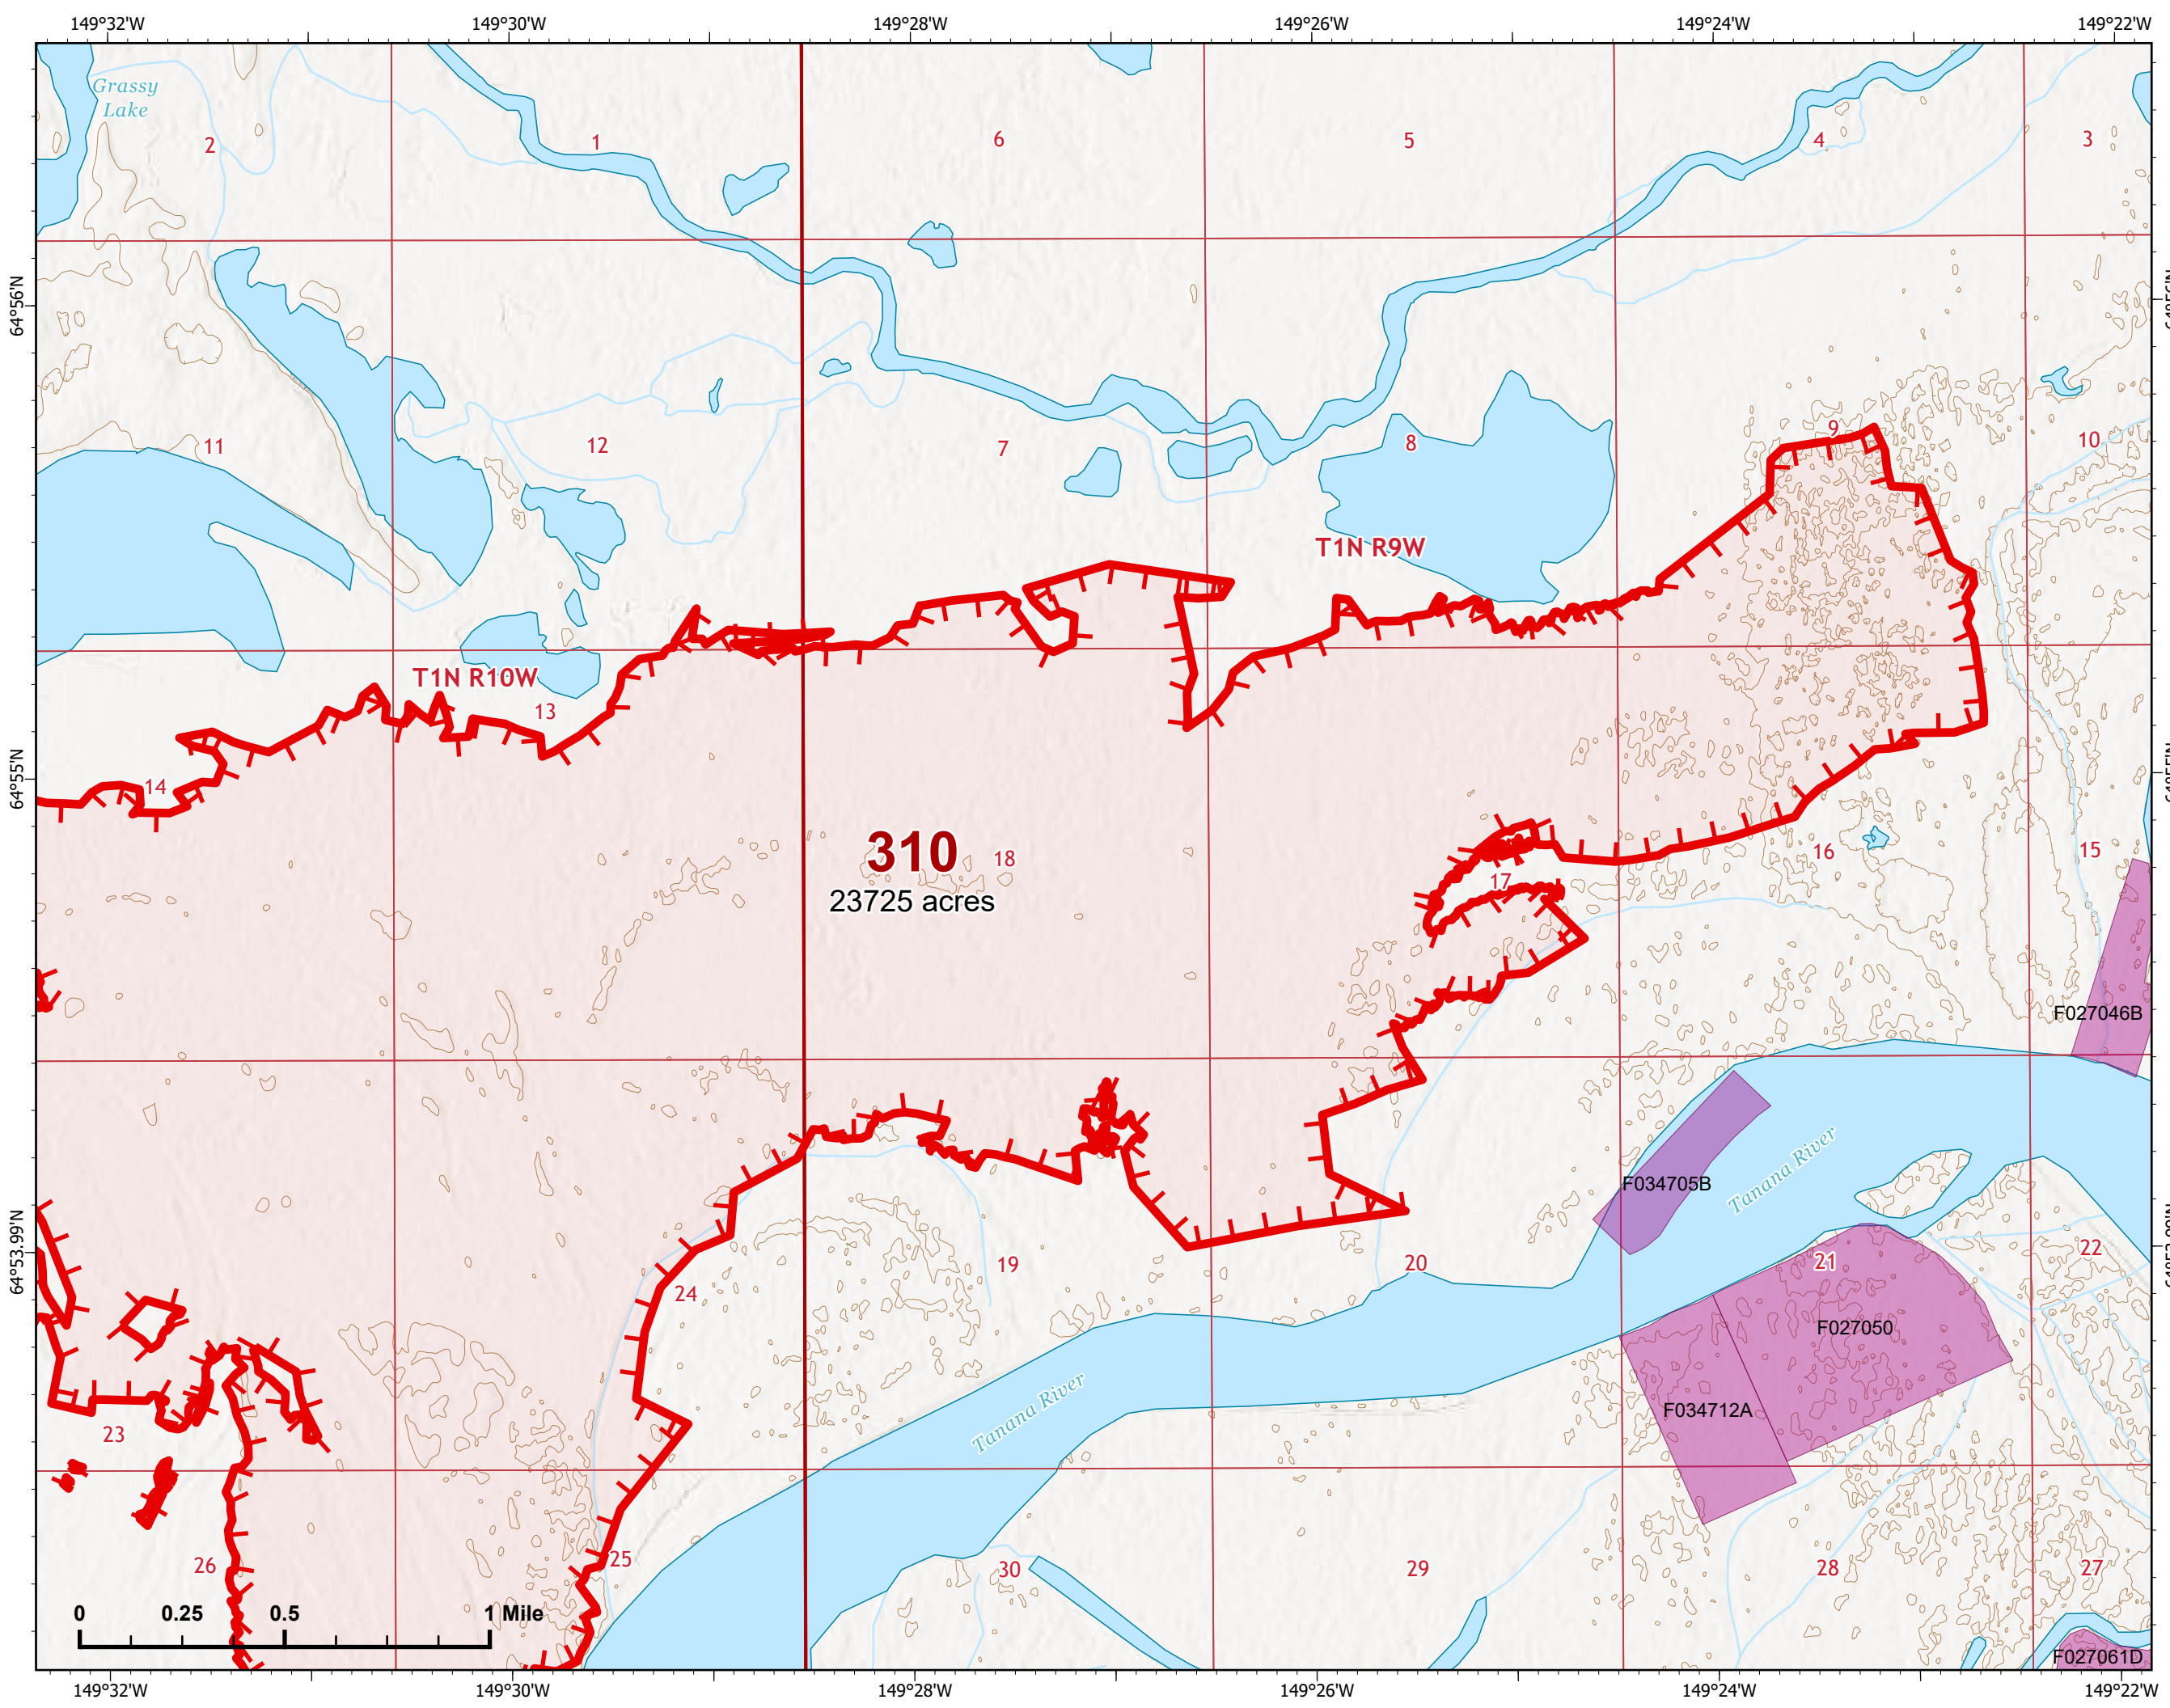 149°32'W 149°30'W 149°28'W 149°26'W 149°24'W 149°22'W
Grassy
Lake
2 1 6 5 4 3
64°56'N
11 12 7 8 9 10
T1N R9W
T1N R10W
13
14
64°55'N
310
18
23725 acres
17 16 15
F027046B
F034705B
Tanana River
64°53.99'N
19 20 21 22
24
F027050
Tanana River
F034712A
23
26 25 30 29 28 27
0 0.25 0.5 1 Mile
F027061D
149°32'W 149°30'W 149°28'W 149°26'W 149°24'W 149°22'W